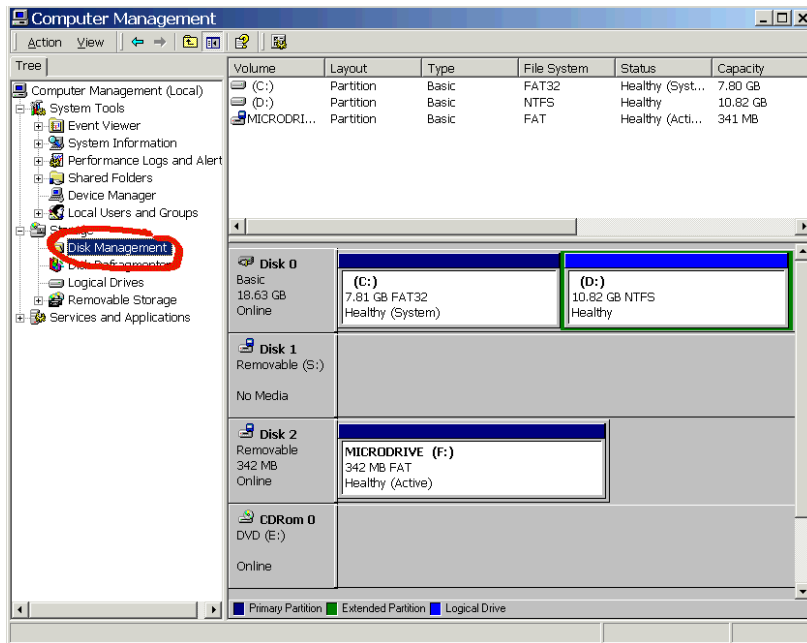 Computer Management
Action View
Tree
Computer Management (Local)
System Tools
Event Viewer
System Information
Performance Logs and Alert
Shared Folders
Device Manager
Local Users and Groups
Disk Management
Disk Defragmenter
Logical Drives
Removable Storage
Services and Applications
Volume Layout Type File System Status Capacity
(C:) Partition Basic FAT32 Healthy (Syst... 7.80 GB
(D:) Partition Basic NTFS Healthy 10.82 GB
MICRODRI... Partition Basic FAT Healthy (Acti... 341 MB
Disk 0
Basic
18.63 GB
Online
(C:)
7.81 GB FAT32
Healthy (System)
(D:)
10.82 GB NTFS
Healthy
Disk 1
Removable (S:)
No Media
Disk 2
Removable
342 MB
Online
MICRODRIVE (F:)
342 MB FAT
Healthy (Active)
CDRom 0
DVD (E:)
Online
Primary Partition Extended Partition Logical Drive